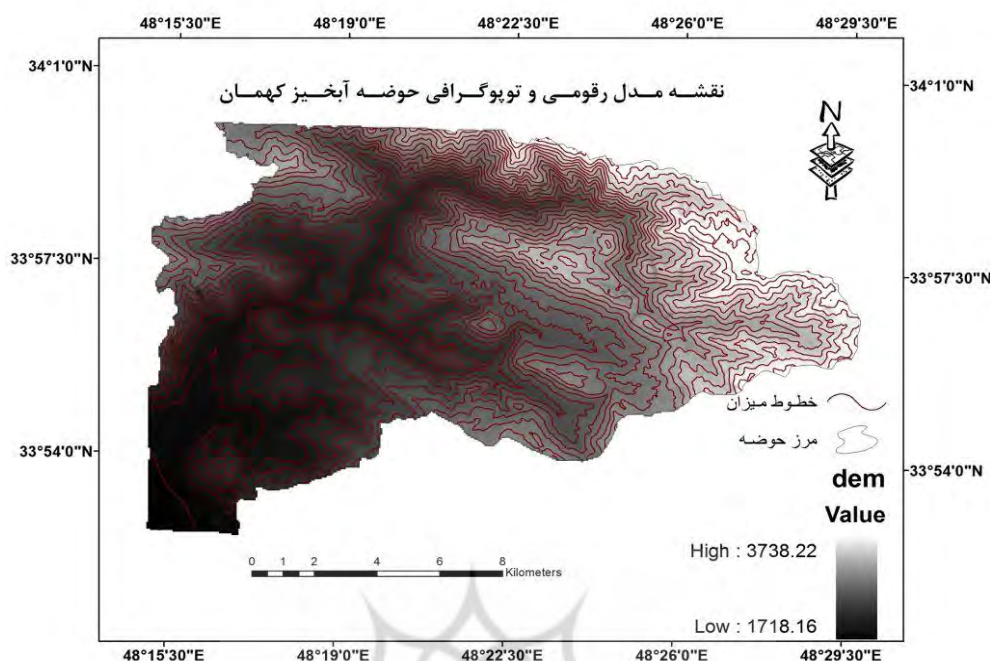 48°15'30"E 48°19'0"E 48°22'30"E 48°26'0"E 48°29'30"E
34°1'0"N
34°1'0"N
نقشه مدل رقومی و توپوگرافی حوضه آبخیز کهمان
N
33°57'30"N
33°57'30"N
خطوط میزان
مرز حوضه
33°54'0"N
33°54'0"N
dem
Value
High : 3738.22
Low : 1718.16
0 1 2 4 6 8
Kilometers
48°15'30"E 48°19'0"E 48°22'30"E 48°26'0"E 48°29'30"E